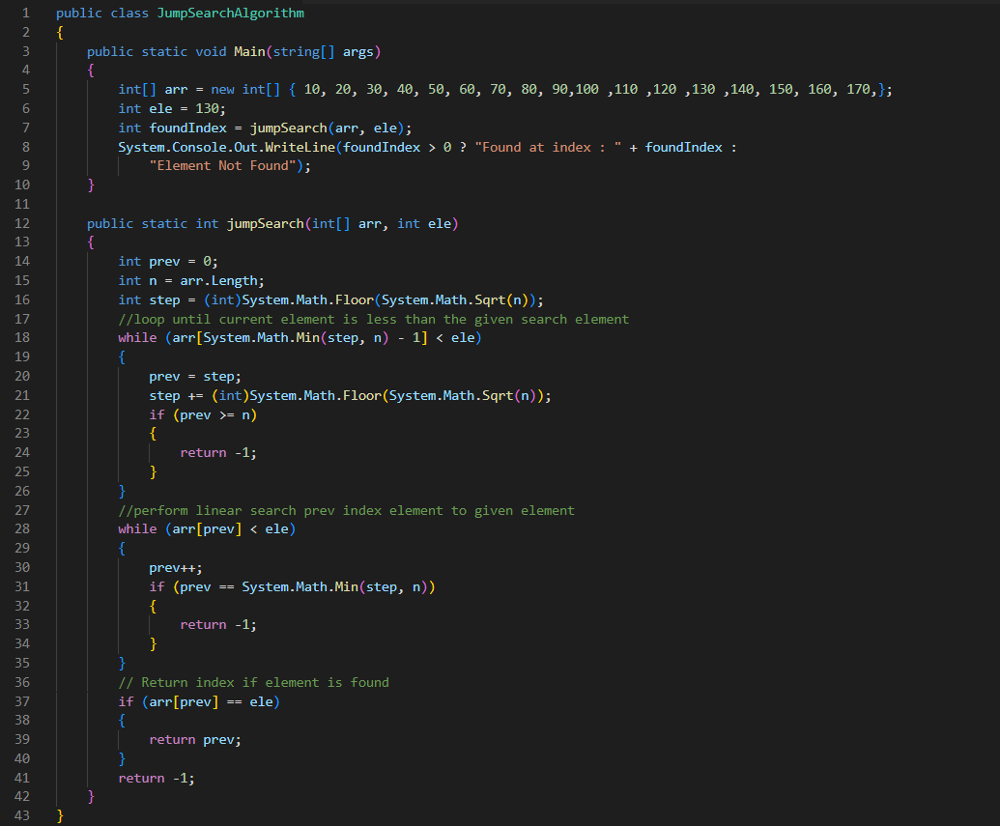 1 public class JumpSearchAlgorithm
2 {
3     public static void Main(string[] args)
4     {
5         int[] arr = new int[] { 10, 20, 30, 40, 50, 60, 70, 80, 90,100 ,110 ,120 ,130 ,140, 150, 160, 170,};
6         int ele = 130;
7         int foundIndex = jumpSearch(arr, ele);
8         System.Console.Out.WriteLine(foundIndex > 0 ? "Found at index : " + foundIndex :
9             "Element Not Found");
10     }
11
12     public static int jumpSearch(int[] arr, int ele)
13     {
14         int prev = 0;
15         int n = arr.Length;
16         int step = (int)System.Math.Floor(System.Math.Sqrt(n));
17         //loop until current element is less than the given search element
18         while (arr[System.Math.Min(step, n) - 1] < ele)
19         {
20             prev = step;
21             step += (int)System.Math.Floor(System.Math.Sqrt(n));
22             if (prev >= n)
23             {
24                 return -1;
25             }
26         }
27         //perform linear search prev index element to given element
28         while (arr[prev] < ele)
29         {
30             prev++;
31             if (prev == System.Math.Min(step, n))
32             {
33                 return -1;
34             }
35         }
36         // Return index if element is found
37         if (arr[prev] == ele)
38         {
39             return prev;
40         }
41         return -1;
42     }
43 }